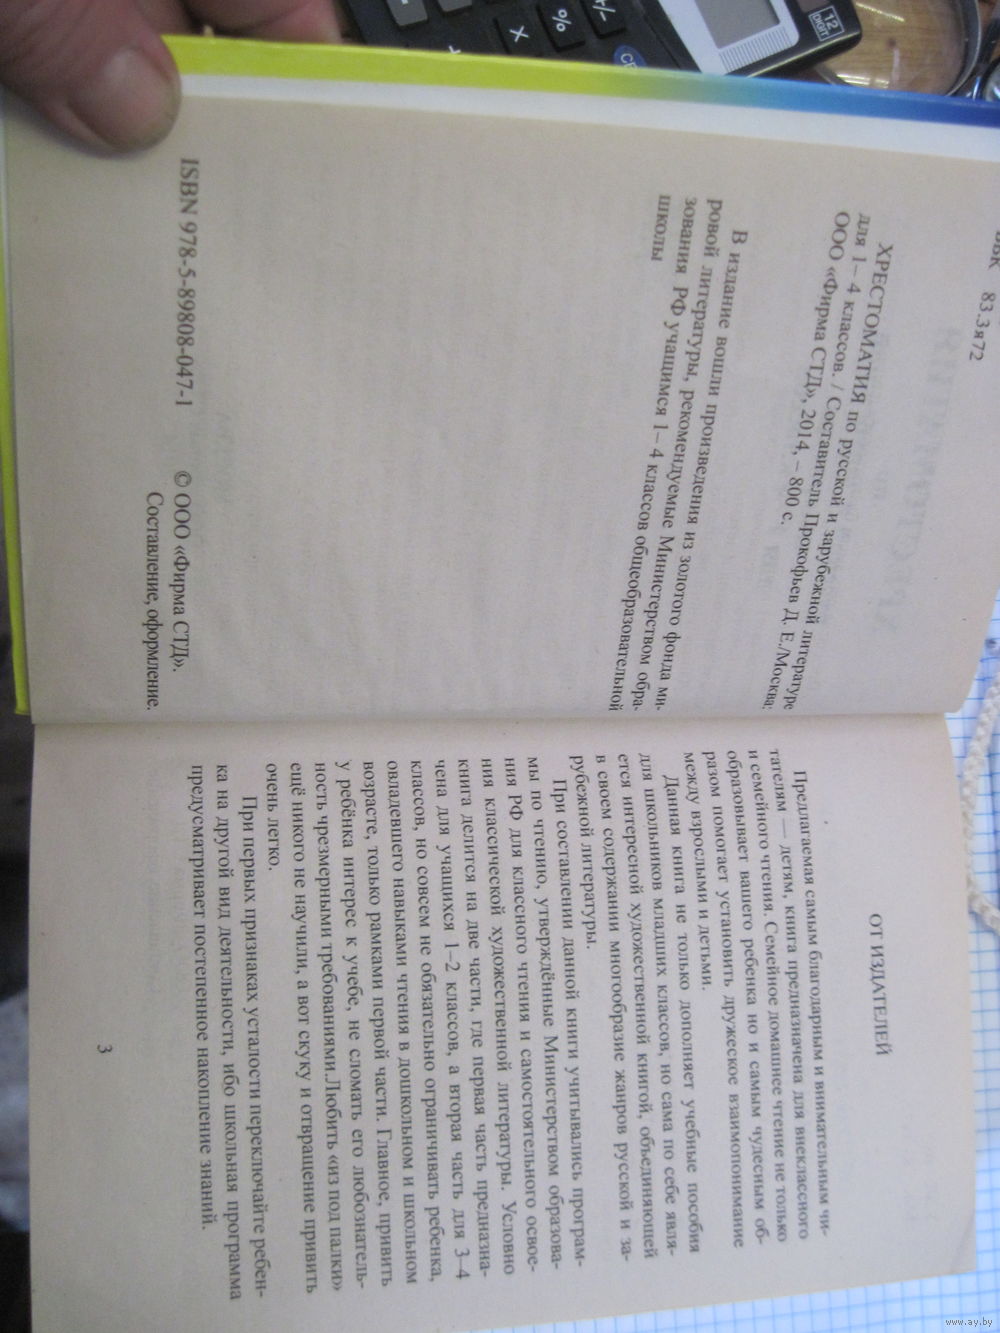 83.3я72
ХРЕСТОМАТИЯ по русской и зарубежной литературе
для 1–4 классов. / Составитель Прокофьев Д. Е./Москва:
ООО «Фирма СТД», 2014, – 800 с.
В издание вошли произведения из золотого фонда ми-
ровой литературы, рекомендуемые Министерством обра-
зования РФ учащимся 1–4 классов общеобразовательной
школы
ISBN 978-5-89808-047-1
© ООО «Фирма СТД».
Составление, оформление.
ОТ ИЗДАТЕЛЕЙ
Предлагаемая самым благодарным и внимательным чи-
тателям — детям, книга предназначена для внеклассного
и семейного чтения. Семейное домашнее чтение не только
образовывает вашего ребенка но и самым чудесным об-
разом помогает установить дружеское взаимопонимание
между взрослыми и детьми.
Данная книга не только дополняет учебные пособия
для школьников младших классов, но сама по себе явля-
ется интересной художественной книгой, объединяющей
в своем содержании многообразие жанров русской и за-
рубежной литературы.
При составлении данной книги учитывались програм-
мы по чтению, утверждённые Министерством образова-
ния РФ для классного чтения и самостоятельного освое-
ния классической художественной литературы. Условно
книга делится на две части, где первая часть предназна-
чена для учащихся 1–2 классов, а вторая часть для 3–4
классов, но совсем не обязательно ограничивать ребенка,
овладевшего навыками чтения в дошкольном и школьном
возрасте, только рамками первой части. Главное, привить
у ребёнка интерес к учебе, не сломать его любознатель-
ность чрезмерными требованиями.Любить «из под палки»
ещё никого не научили, а вот скуку и отвращение привить
очень легко.
При первых признаках усталости переключайте ребен-
ка на другой вид деятельности, ибо школьная программа
предусматривает постепенное накопление знаний.
3
12
DIGIT
%
+/-
X
www.ay.by